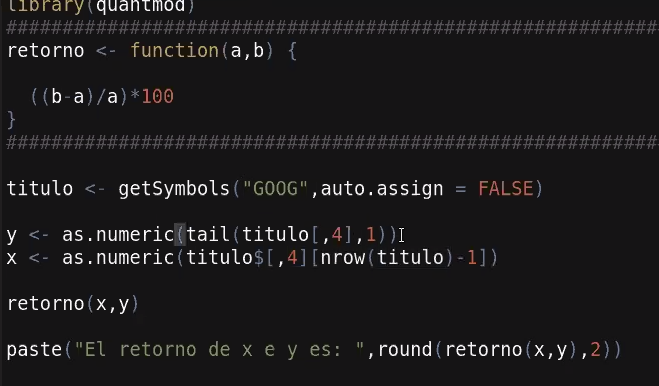 library(quantmod)
##########################################################
retorno <- function(a,b) {
((b-a)/a)*100
}
##########################################################
titulo <- getSymbols("GOOG",auto.assign = FALSE)
y <- as.numeric(tail(titulo[,4],1))
x <- as.numeric(titulo$[,4][nrow(titulo)-1])
retorno(x,y)
paste("El retorno de x e y es: ",round(retorno(x,y),2))